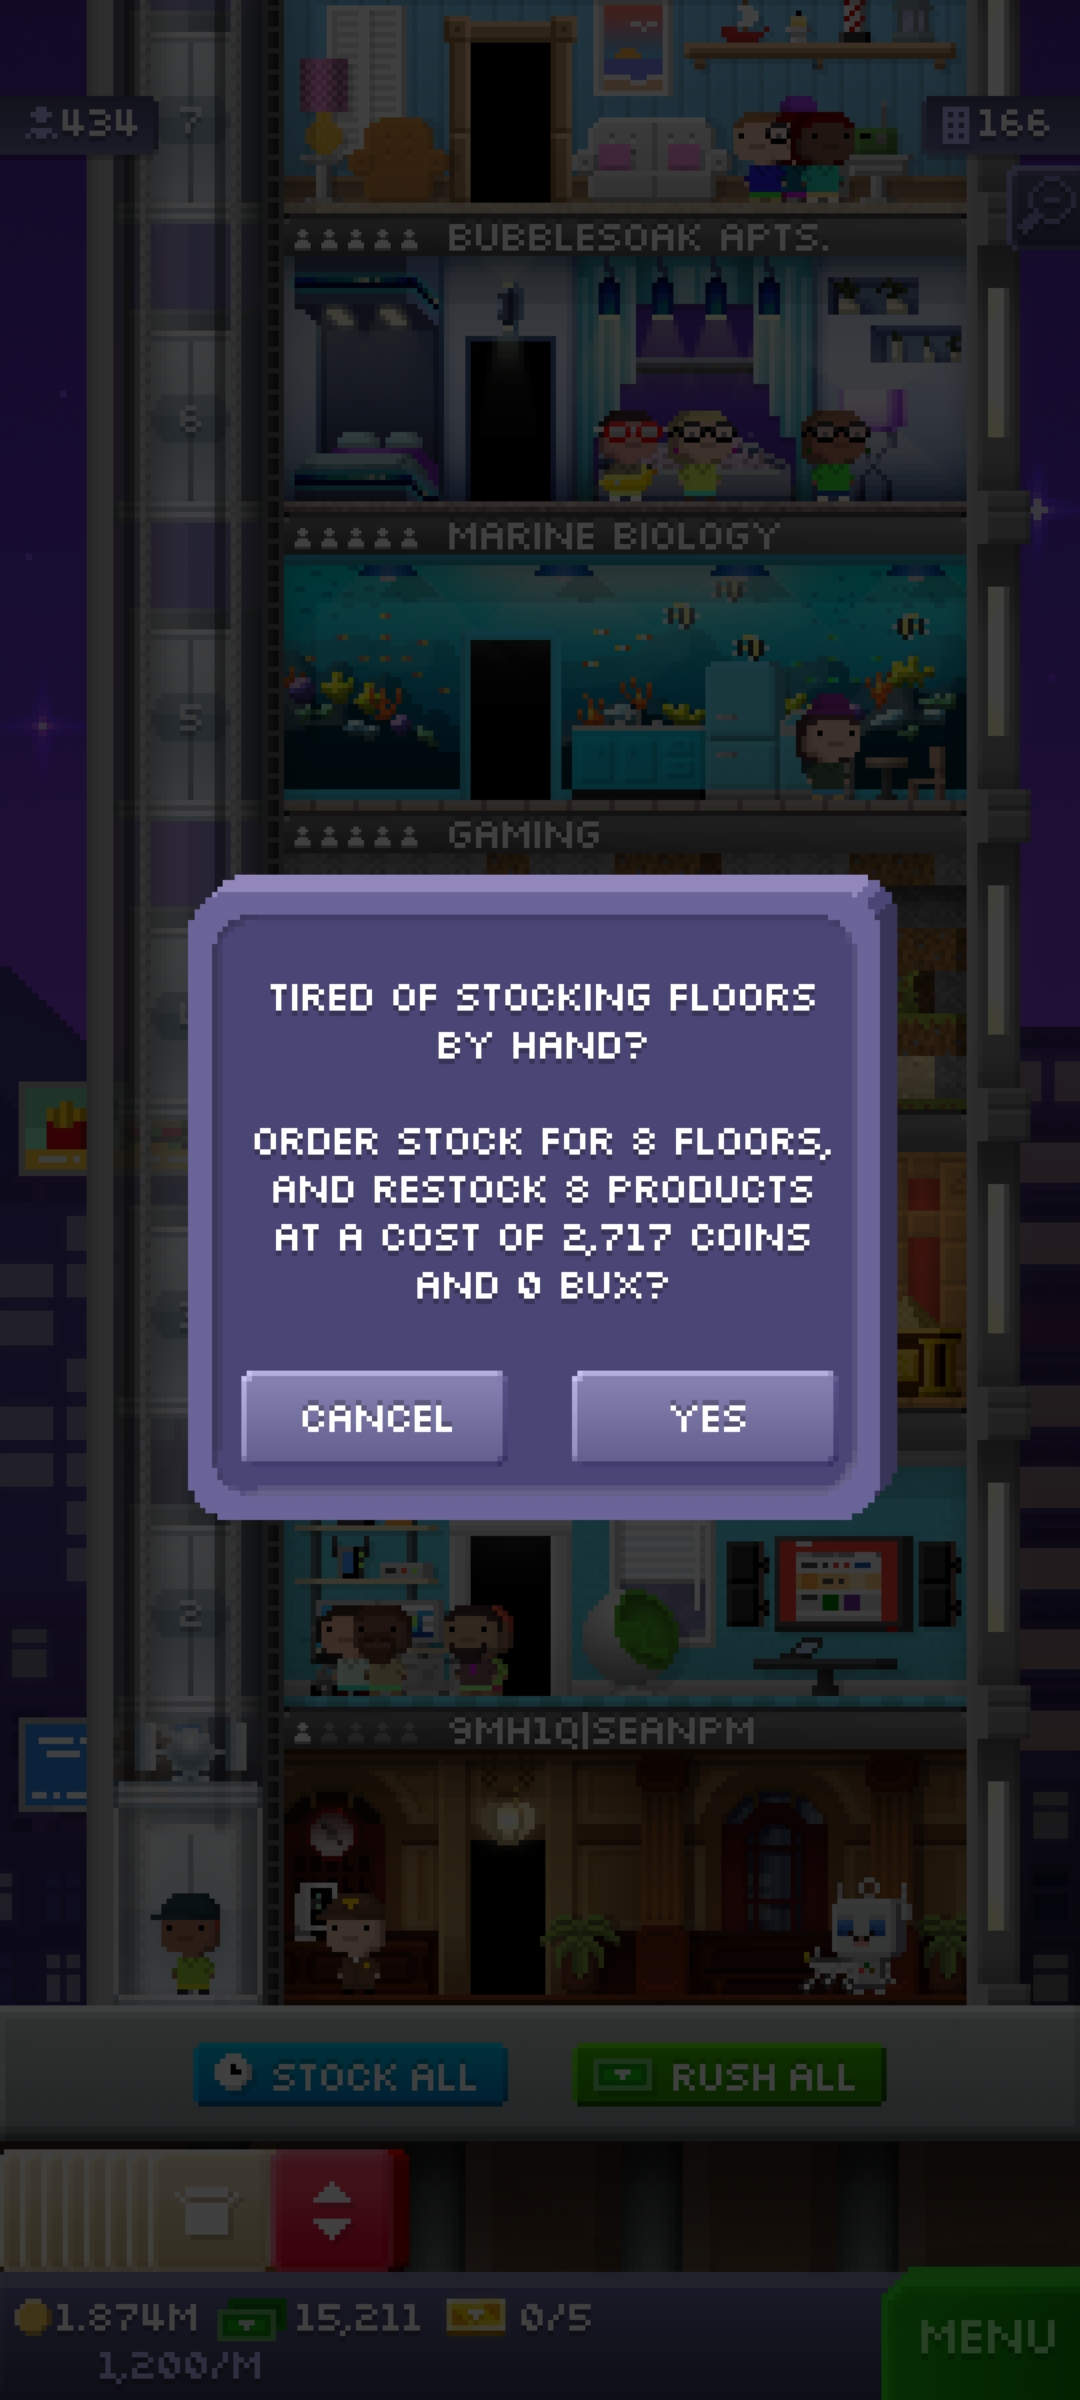 434
7
166
BUBBLESOAK APTS.
6
MARINE BIOLOGY
5
GAMING
TIRED OF STOCKING FLOORS
BY HAND?
ORDER STOCK FOR 8 FLOORS,
AND RESTOCK 8 PRODUCTS
AT A COST OF 2,717 COINS
AND 0 BUX?
CANCEL
YES
2
9MH1Q|SEANPM
STOCK ALL
RUSH ALL
1.874M
15,211
0/5
1,200/M
MENU